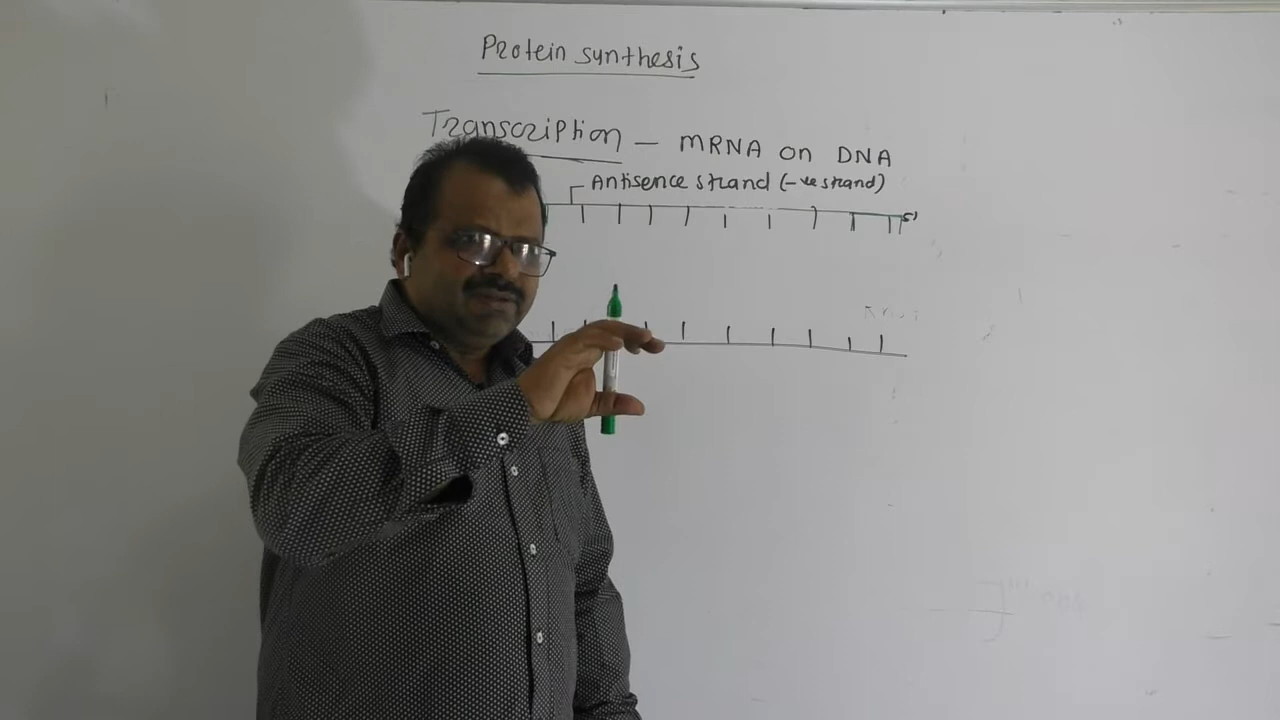 Protein synthesis
Transcription — mRNA on DNA
Antisence strand (-ve strand)
5'